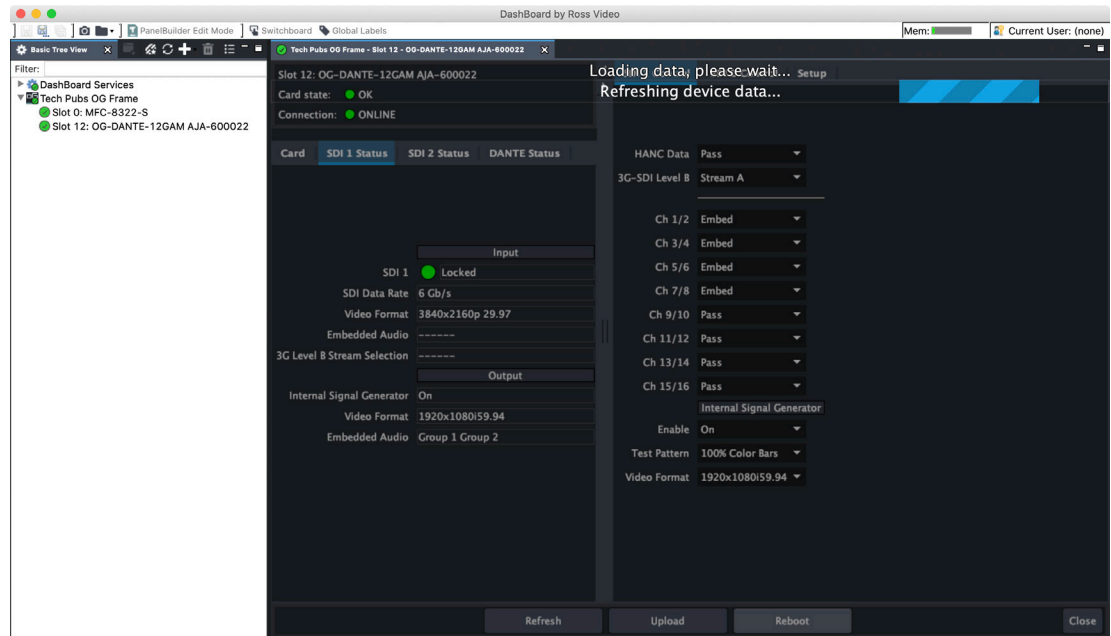 DashBoard by Ross Video
PanelBuilder Edit Mode Switchboard Global Labels Mem: Current User: (none)
Basic Tree View
Filter:
DashBoard Services
Tech Pubs OG Frame
Slot 0: MFC-8322-S
Slot 12: OG-DANTE-12GAM AJA-600022
Tech Pubs OG Frame - Slot 12 - OG-DANTE-12GAM AJA-600022
Slot 12: OG-DANTE-12GAM AJA-600022
Card state: OK
Connection: ONLINE
Loading data, please wait... Setup
Refreshing device data...
Card SDI 1 Status SDI 2 Status DANTE Status
Input
SDI 1 Locked
SDI Data Rate 6 Gb/s
Video Format 3840x2160p 29.97
Embedded Audio ------
3G Level B Stream Selection ------
Output
Internal Signal Generator On
Video Format 1920x1080i59.94
Embedded Audio Group 1 Group 2
HANC Data Pass
3G-SDI Level B Stream A
Ch 1/2 Embed
Ch 3/4 Embed
Ch 5/6 Embed
Ch 7/8 Embed
Ch 9/10 Pass
Ch 11/12 Pass
Ch 13/14 Pass
Ch 15/16 Pass
Internal Signal Generator
Enable On
Test Pattern 100% Color Bars
Video Format 1920x1080i59.94
Refresh Upload Reboot Close